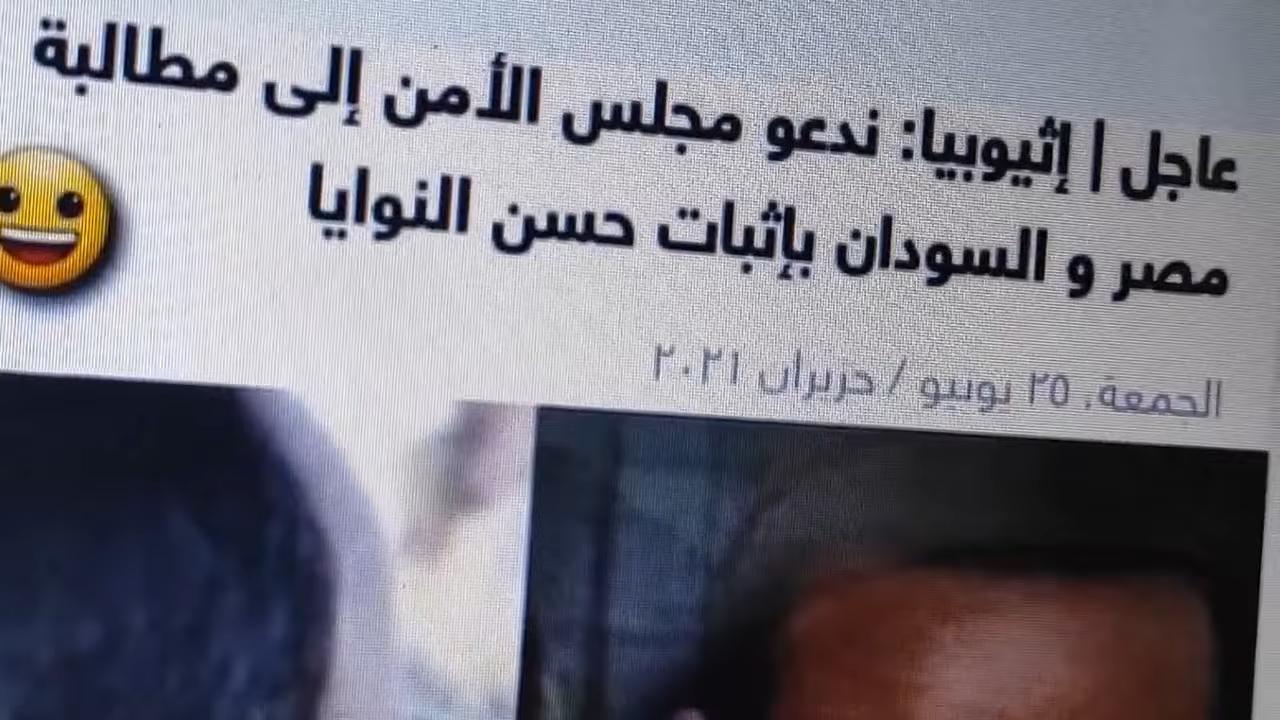 عاجل | إثيوبيا: ندعو مجلس الأمن إلى مطالبة
مصر و السودان بإثبات حسن النوايا
الجمعة, ٢٥ يونيو / حزيران ٢٠٢١